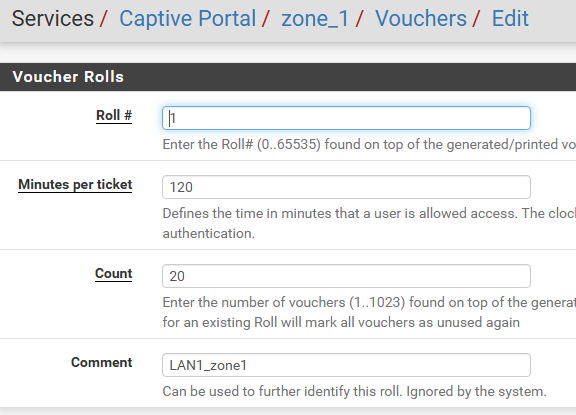 Services / Captive Portal / zone_1 / Vouchers / Edit
Voucher Rolls
Roll #
1
Enter the Roll# (0..65535) found on top of the generated/printed vo
Minutes per ticket
120
Defines the time in minutes that a user is allowed access. The cloc
authentication.
Count
20
Enter the number of vouchers (1..1023) found on top of the generat
for an existing Roll will mark all vouchers as unused again
Comment
LAN1_zone1
Can be used to further identify this roll. Ignored by the system.